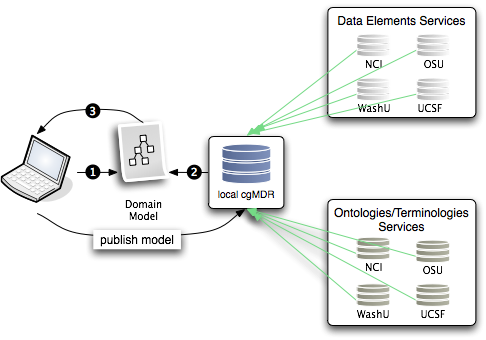 Data Elements Services
NCI
OSU
WashU
UCSF
3
1
2
local cgMDR
Domain
Model
publish model
Ontologies/Terminologies
Services
NCI
OSU
WashU
UCSF